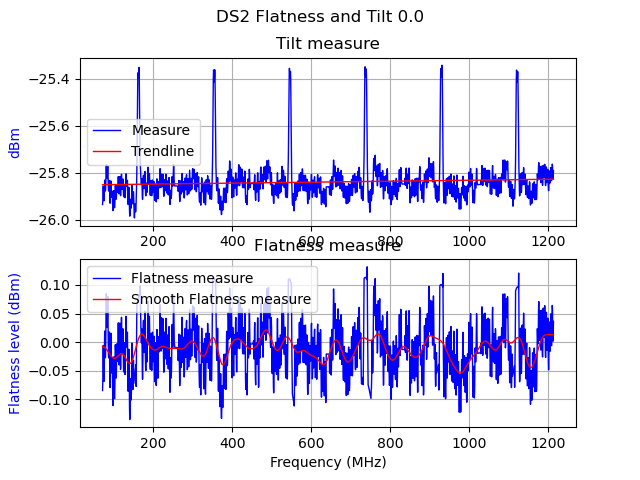 DS2 Flatness and Tilt 0.0
Tilt measure
dBm
−25.4
−25.6
−25.8
−26.0
Measure
Trendline
200 400 600 800 1000 1200
Flatness measure
Flatness level (dBm)
0.10
0.05
0.00
−0.05
−0.10
Flatness measure
Smooth Flatness measure
200 400 600 800 1000 1200
Frequency (MHz)